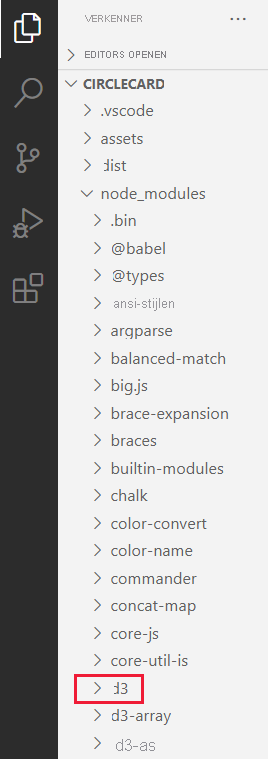 VERKENNER ...
EDITORS OPENEN
CIRCLECARD
.vscode
assets
dist
node_modules
.bin
@babel
@types
ansi-stijlen
argparse
balanced-match
big.js
brace-expansion
braces
builtin-modules
chalk
color-convert
color-name
commander
concat-map
core-js
core-util-is
d3
d3-array
d3-as